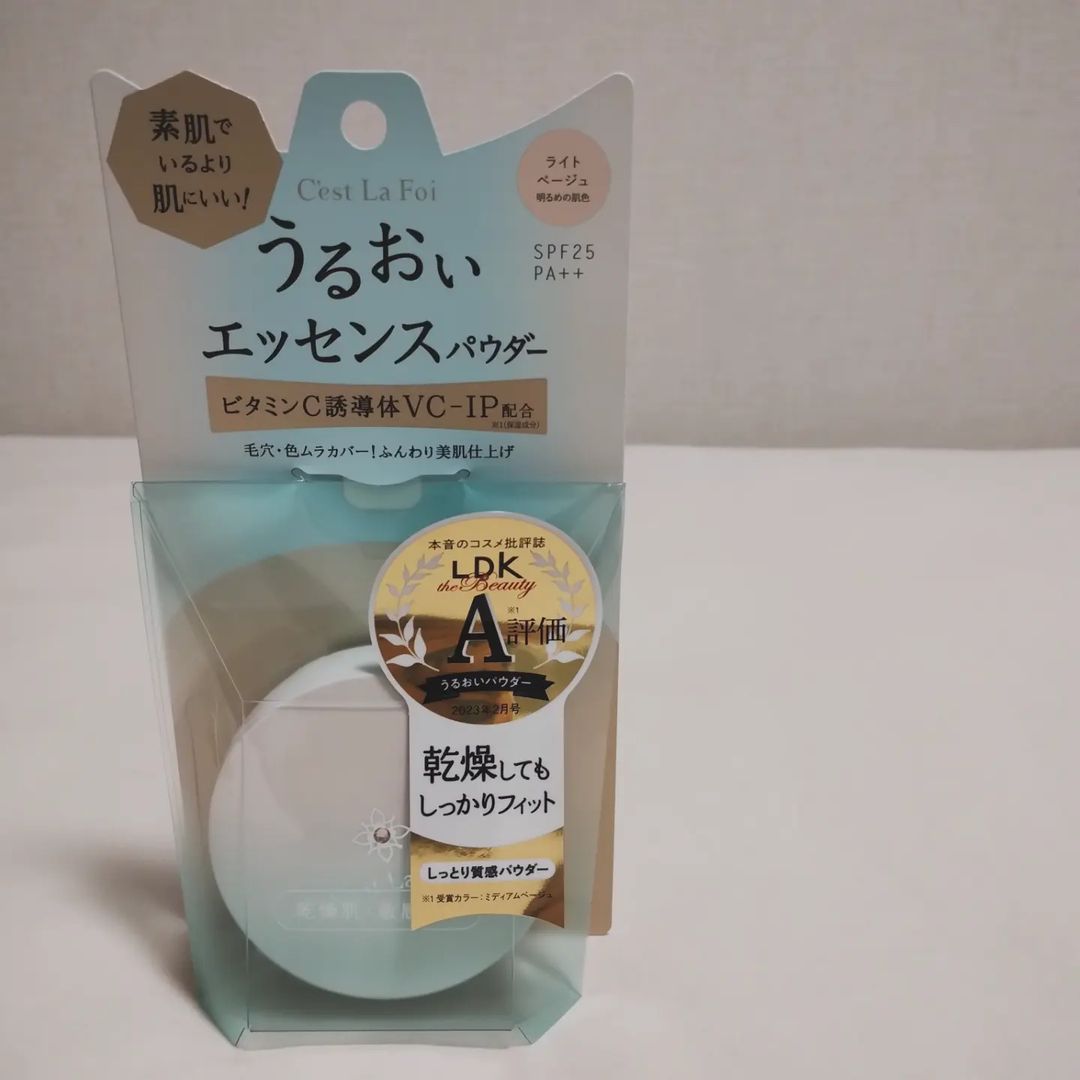 素肌で
いるより
肌にいい!
C'est La Foi
ライト
ベージュ
明るめの肌色
SPF25
PA++
うるおい
エッセンスパウダー
ビタミンC誘導体VC-IP配合
※1(保湿成分)
毛穴・色ムラカバー!ふんわり美肌仕上げ
本音のコスメ批評誌
LDK
the Beauty
※1
A評価
うるおいパウダー
2023年2月号
乾燥しても
しっかりフィット
しっとり質感パウダー
※1 受賞カラー:ミディアムベージュ
乾燥肌・敏感